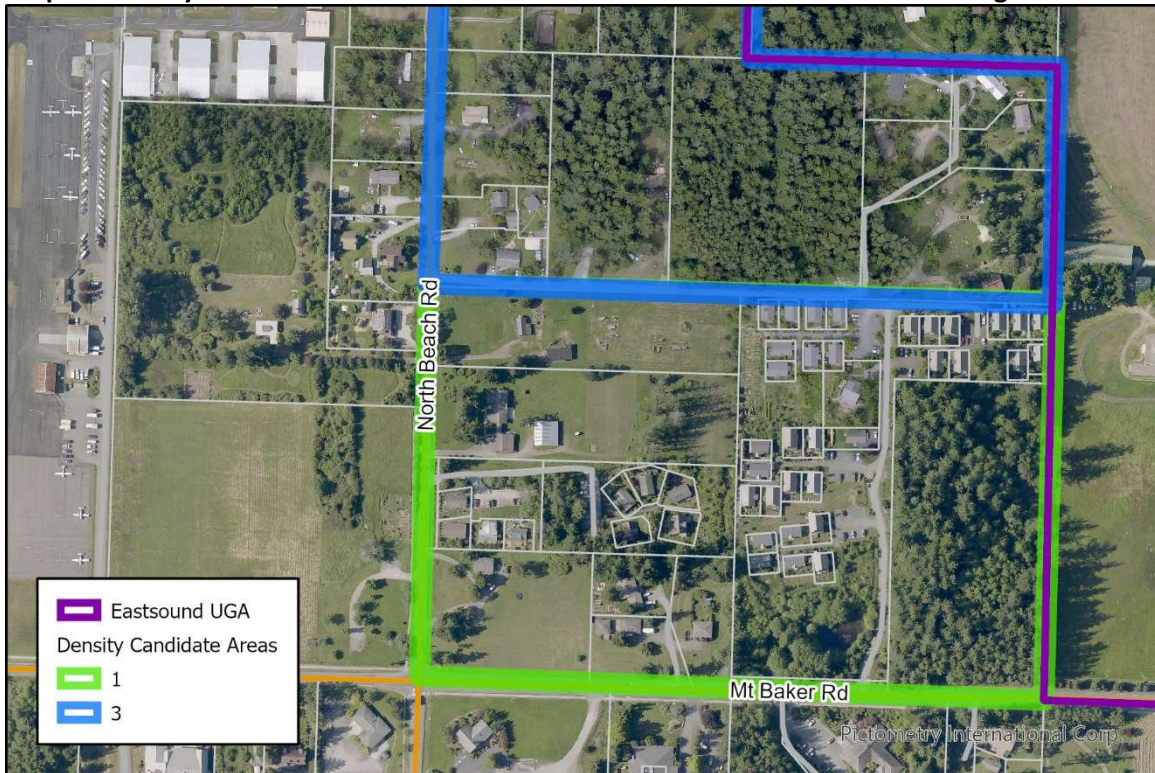 North Beach Rd
Eastsound UGA
Density Candidate Areas
1
3
Mt Baker Rd
Pictometry International Corp.